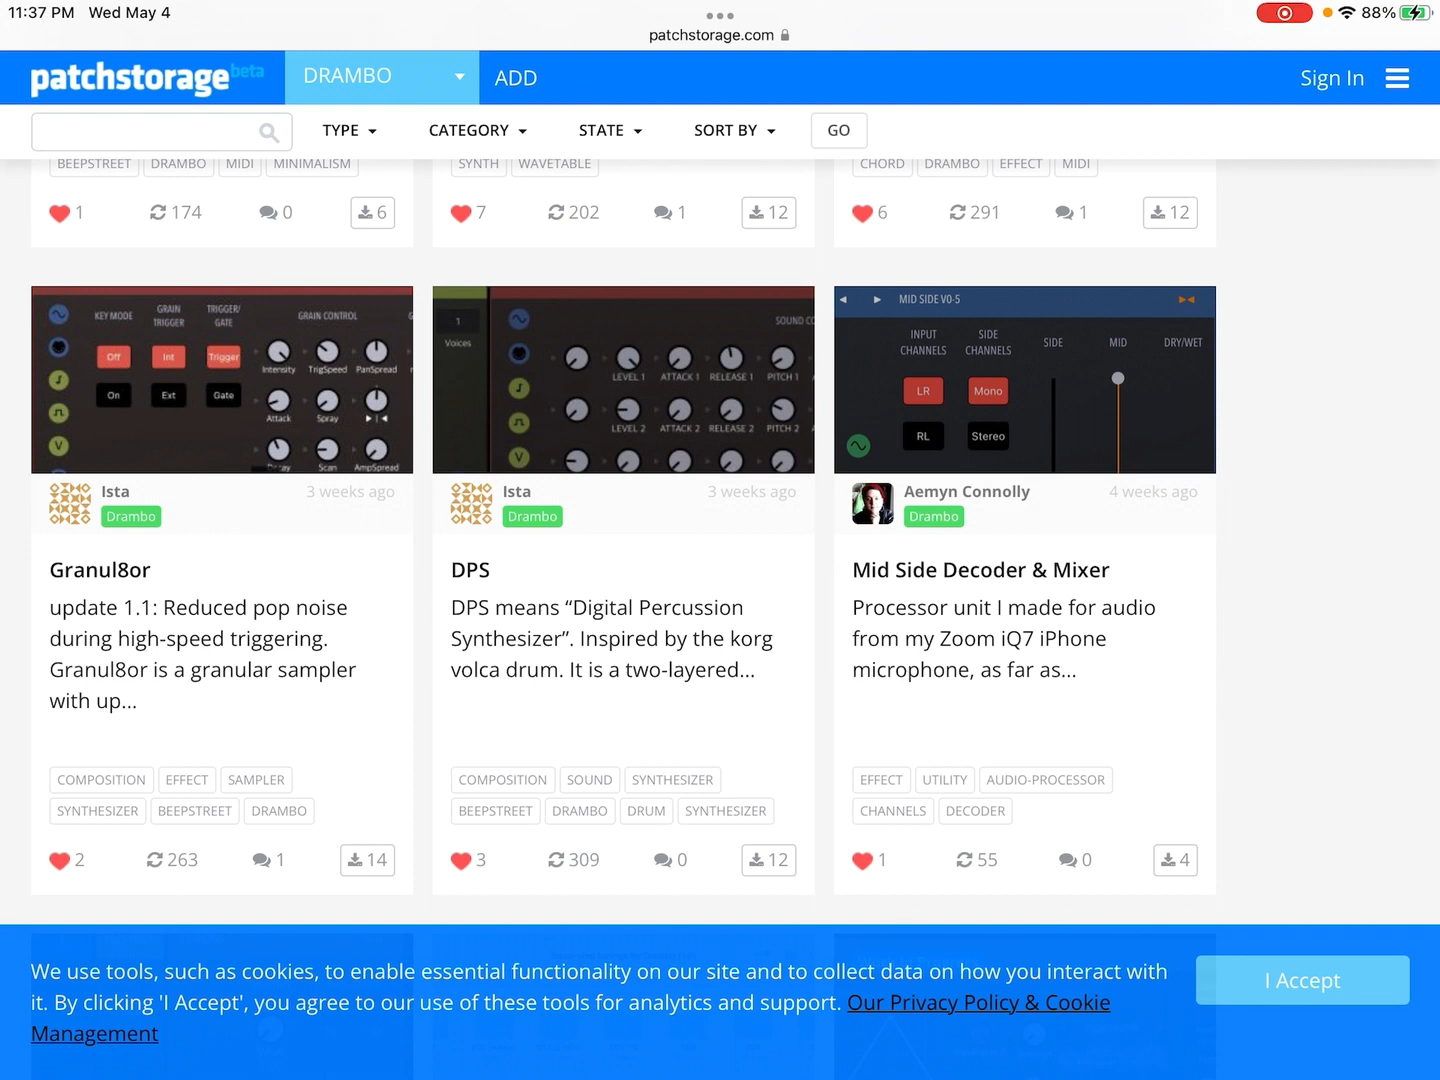 11:37 PM Wed May 4
88%
patchstorage.com
patchstorage beta
DRAMBO
ADD
Sign In
TYPE
CATEGORY
STATE
SORT BY
GO
BEEPSTREET DRAMBO MIDI MINIMALISM
1 174 0 6
SYNTH WAVETABLE
7 202 1 12
CHORD DRAMBO EFFECT MIDI
6 291 1 12
KEY MODE
GRAIN TRIGGER
TRIGGER/ GATE
GRAIN CONTROL
Off Int Trigger
Intensity TrigSpeed PanSpread
On Ext Gate
Attack Spray
Scan AmpSpread
V
Ista
3 weeks ago
Drambo
Granul8or
update 1.1: Reduced pop noise
during high-speed triggering.
Granul8or is a granular sampler
with up...
COMPOSITION EFFECT SAMPLER
SYNTHESIZER BEEPSTREET DRAMBO
2 263 1 14
1
Voices
SOUND CO
LEVEL 1 ATTACK 1 RELEASE 1 PITCH 1
LEVEL 2 ATTACK 2 RELEASE 2 PITCH 2
V
Ista
3 weeks ago
Drambo
DPS
DPS means “Digital Percussion
Synthesizer”. Inspired by the korg
volca drum. It is a two-layered...
COMPOSITION SOUND SYNTHESIZER
BEEPSTREET DRAMBO DRUM SYNTHESIZER
3 309 0 12
MID SIDE V0-5
INPUT CHANNELS
SIDE CHANNELS
SIDE
MID
DRY/WET
LR Mono
RL Stereo
Aemyn Connolly
4 weeks ago
Drambo
Mid Side Decoder & Mixer
Processor unit I made for audio
from my Zoom iQ7 iPhone
microphone, as far as...
EFFECT UTILITY AUDIO-PROCESSOR
CHANNELS DECODER
1 55 0 4
We use tools, such as cookies, to enable essential functionality on our site and to collect data on how you interact with
it. By clicking 'I Accept', you agree to our use of these tools for analytics and support. Our Privacy Policy & Cookie
Management
I Accept